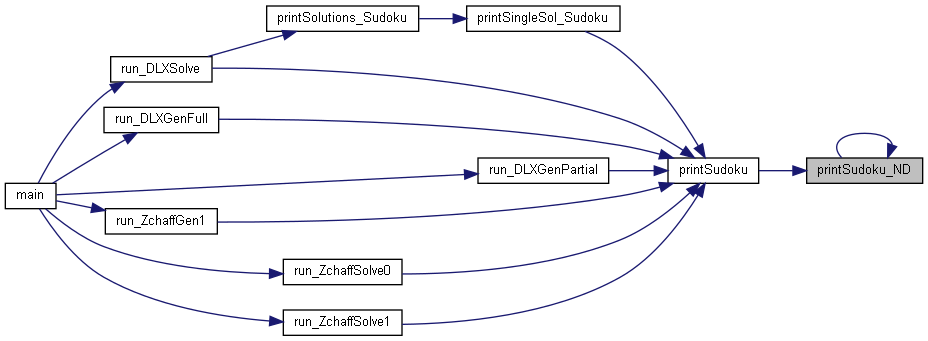 printSolutions_Sudoku
printSingleSol_Sudoku
run_DLXSolve
run_DLXGenFull
run_DLXGenPartial
printSudoku
printSudoku_ND
main
run_ZchaffGen1
run_ZchaffSolve0
run_ZchaffSolve1